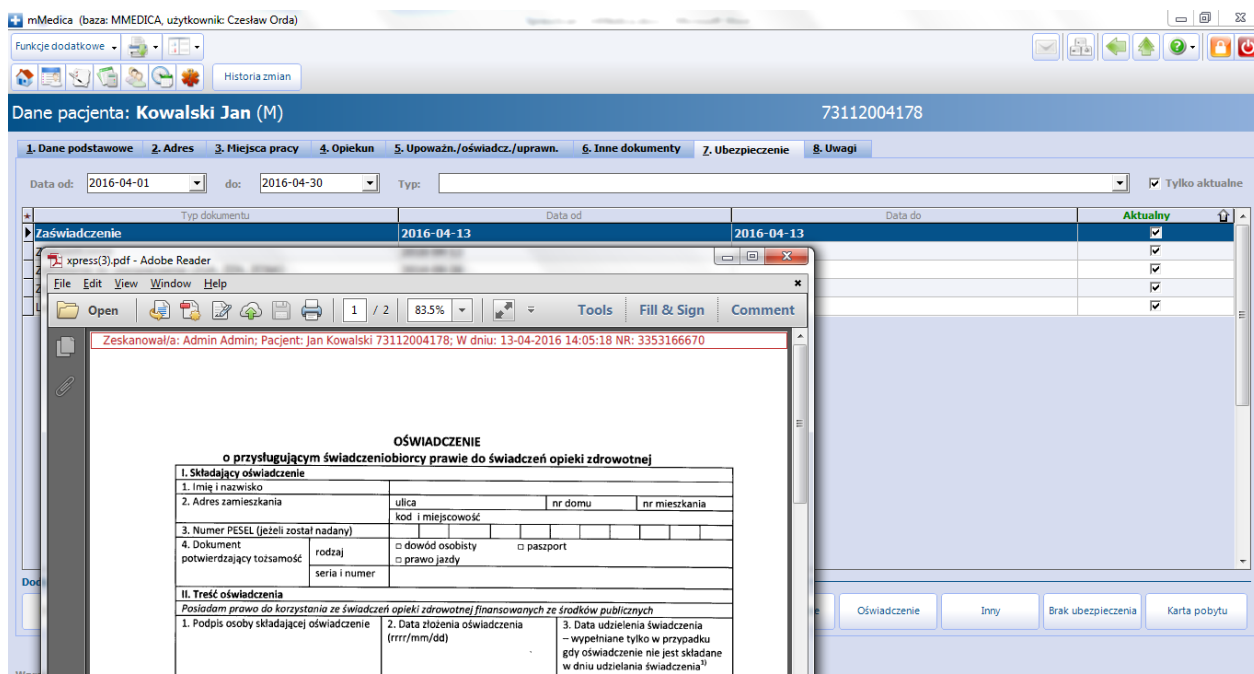 mMedica (baza: MMEDICA, użytkownik: Czesław Orda)
Funkcje dodatkowe
Historia zmian
Dane pacjenta: Kowalski Jan (M) 73112004178
1. Dane podstawowe 2. Adres 3. Miejsca pracy 4. Opiekun 5. Upoważn./oświadcz./uprawn. 6. Inne dokumenty 7. Ubezpieczenie 8. Uwagi
Data od: 2016-04-01 do: 2016-04-30 Typ: Tylko aktualne
Typ dokumentu Data od Data do Aktualny
Zaświadczenie 2016-04-13 2016-04-13
xpress(3).pdf - Adobe Reader
File Edit View Window Help
Open 1 / 2 83.5% Tools Fill & Sign Comment
Zeskanował/a: Admin Admin; Pacjent: Jan Kowalski 73112004178; W dniu: 13-04-2016 14:05:18 NR: 3353166670
OŚWIADCZENIE
o przysługującym świadczeniobiorcy prawie do świadczeń opieki zdrowotnej
I. Składający oświadczenie
1. Imię i nazwisko
2. Adres zamieszkania ulica nr domu nr mieszkania
kod i miejscowość
3. Numer PESEL (jeżeli został nadany)
4. Dokument potwierdzający tożsamość rodzaj □ dowód osobisty □ paszport
□ prawo jazdy
seria i numer
II. Treść oświadczenia
Posiadam prawo do korzystania ze świadczeń opieki zdrowotnej finansowanych ze środków publicznych
1. Podpis osoby składającej oświadczenie 2. Data złożenia oświadczenia 3. Data udzielenia świadczenia
(rrrr/mm/dd) – wypełniane tylko w przypadku
gdy oświadczenie nie jest składane
w dniu udzielania świadczenia¹⁾
Oświadczenie Inny Brak ubezpieczenia Karta pobytu